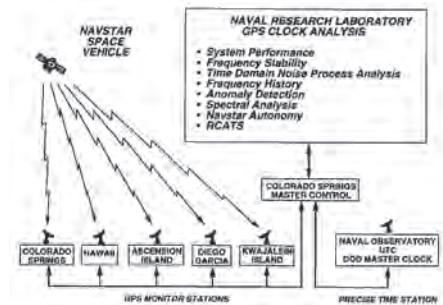 NAVSTAR
SPACE
VEHICLE
NAVAL RESEARCH LABORATORY
GPS CLOCK ANALYSIS
• System Performance
• Frequency Stability
• Time Domain Noise Process Analysis
• Frequency History
• Anomaly Detection
• Spectral Analysis
• Navstar Autonomy
• RCATS
COLORADO SPRINGS
MASTER CONTROL
COLORADO
SPRINGS
HAWAII
ASCENSION
ISLAND
DIEGO
GARCIA
KWAJALEIN
ISLAND
NAVAL OBSERVATORY
UTC
DOD MASTER CLOCK
GPS MONITOR STATIONS
PRECISE TIME STATION